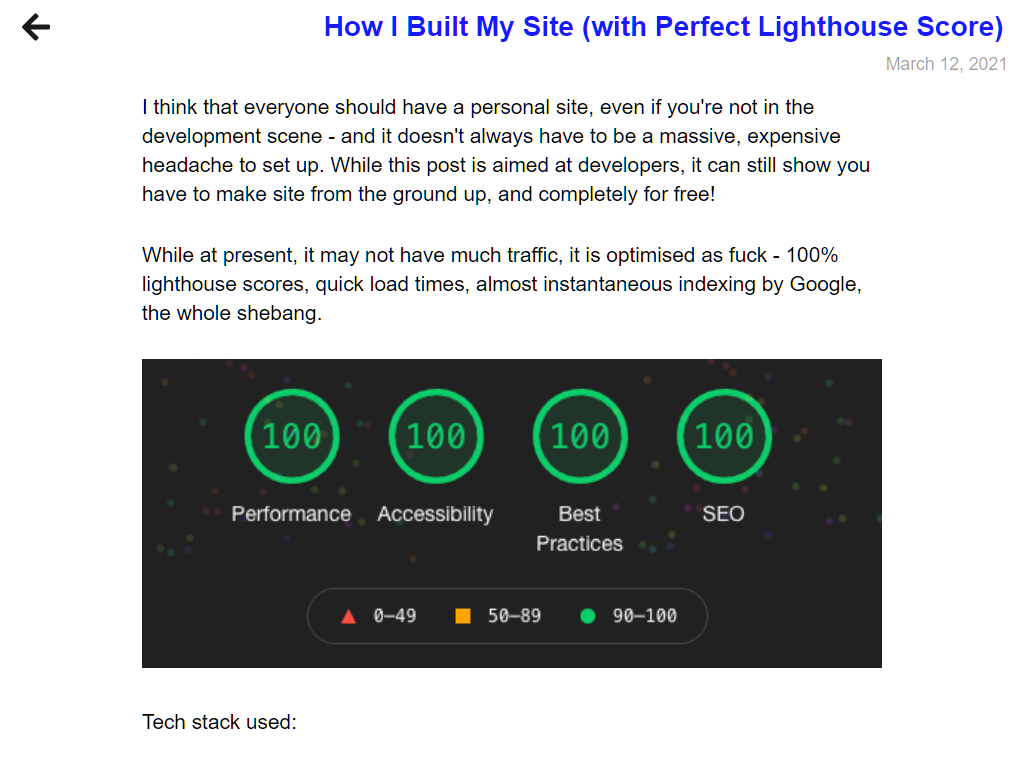 How I Built My Site (with Perfect Lighthouse Score)
March 12, 2021
I think that everyone should have a personal site, even if you're not in the
development scene - and it doesn't always have to be a massive, expensive
headache to set up. While this post is aimed at developers, it can still show you
have to make site from the ground up, and completely for free!
While at present, it may not have much traffic, it is optimised as fuck - 100%
lighthouse scores, quick load times, almost instantaneous indexing by Google,
the whole shebang.
100 100 100 100
Performance Accessibility Best Practices SEO
0–49 50–89 90–100
Tech stack used: